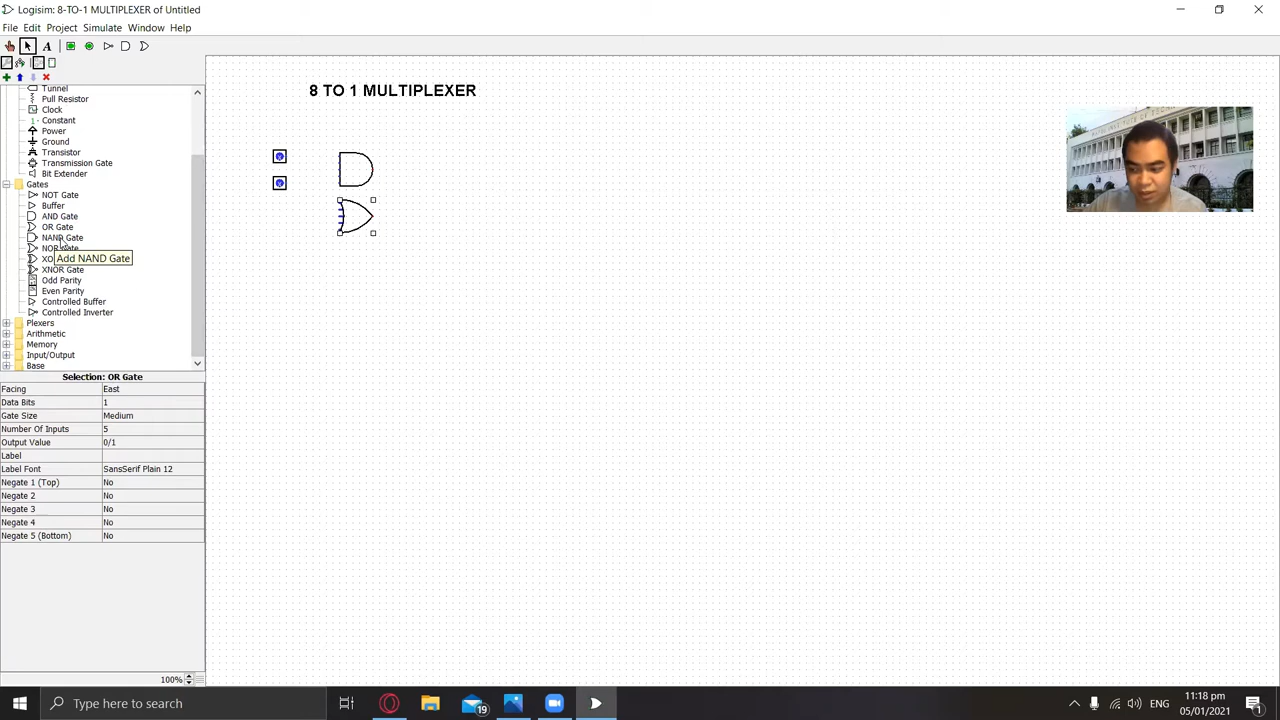 Logisim: 8-TO-1 MULTIPLEXER of Untitled
File Edit Project Simulate Window Help
A
8 TO 1 MULTIPLEXER
Tunnel
Pull Resistor
Clock
Constant
Power
Ground
Transistor
Transmission Gate
Bit Extender
Gates
NOT Gate
Buffer
AND Gate
OR Gate
NAND Gate
Add NAND Gate
XNOR Gate
Odd Parity
Even Parity
Controlled Buffer
Controlled Inverter
Plexers
Arithmetic
Memory
Input/Output
Base
Selection: OR Gate
Facing East
Data Bits 1
Gate Size Medium
Number Of Inputs 5
Output Value 0/1
Label
Label Font SansSerif Plain 12
Negate 1 (Top) No
Negate 2 No
Negate 3 No
Negate 4 No
Negate 5 (Bottom) No
100%
Type here to search
19
ENG
11:18 pm
05/01/2021
1